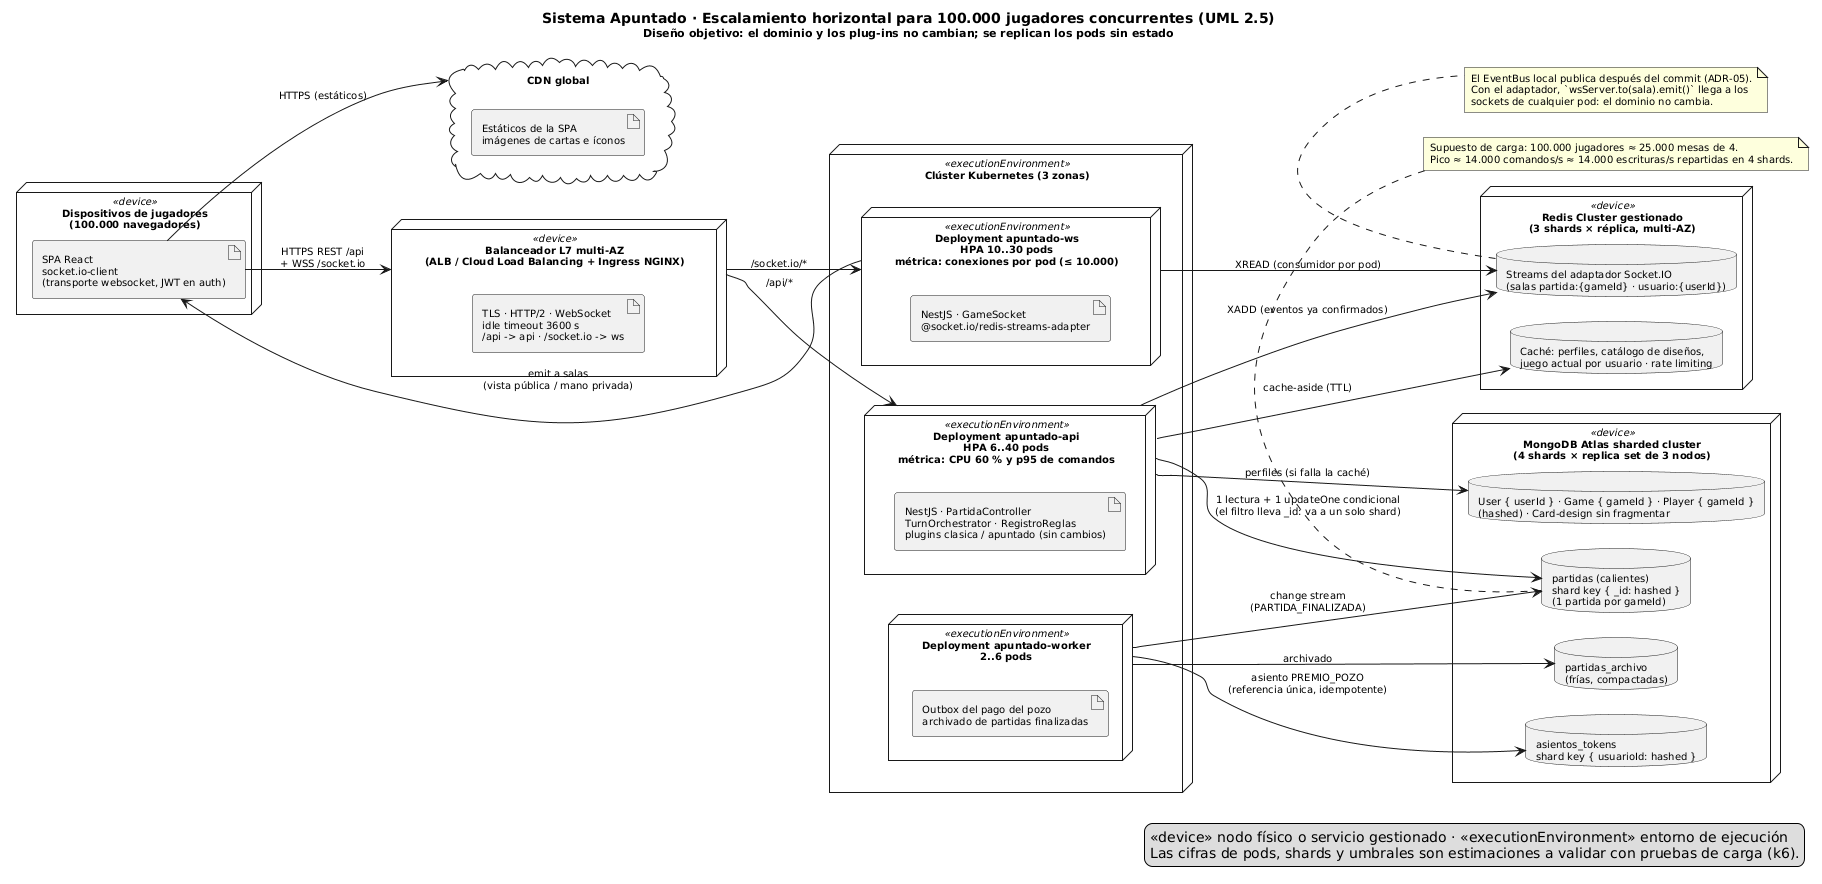 Sistema Apuntado · Escalamiento horizontal para 100.000 jugadores concurrentes (UML 2.5)
Diseño objetivo: el dominio y los plug-ins no cambian; se replican los pods sin estado
CDN global
Estáticos de la SPA
imágenes de cartas e íconos
HTTPS (estáticos)
El EventBus local publica después del commit (ADR-05).
Con el adaptador, `wsServer.to(sala).emit()` llega a los
sockets de cualquier pod: el dominio no cambia.
Supuesto de carga: 100.000 jugadores ≈ 25.000 mesas de 4.
Pico ≈ 14.000 comandos/s ≈ 14.000 escrituras/s repartidas en 4 shards.
«device»
Dispositivos de jugadores
(100.000 navegadores)
SPA React
socket.io-client
(transporte websocket, JWT en auth)
HTTPS REST /api
+ WSS /socket.io
«device»
Balanceador L7 multi-AZ
(ALB / Cloud Load Balancing + Ingress NGINX)
TLS · HTTP/2 · WebSocket
idle timeout 3600 s
/api -> api · /socket.io -> ws
emit a salas
(vista pública / mano privada)
/socket.io/*
/api/*
«executionEnvironment»
Clúster Kubernetes (3 zonas)
«executionEnvironment»
Deployment apuntado-ws
HPA 10..30 pods
métrica: conexiones por pod (≤ 10.000)
NestJS · GameSocket
@socket.io/redis-streams-adapter
«executionEnvironment»
Deployment apuntado-api
HPA 6..40 pods
métrica: CPU 60 % y p95 de comandos
NestJS · PartidaController
TurnOrchestrator · RegistroReglas
plugins clasica / apuntado (sin cambios)
«executionEnvironment»
Deployment apuntado-worker
2..6 pods
Outbox del pago del pozo
archivado de partidas finalizadas
XREAD (consumidor por pod)
XADD (eventos ya confirmados)
cache-aside (TTL)
perfiles (si falla la caché)
1 lectura + 1 updateOne condicional
(el filtro lleva _id: va a un solo shard)
change stream
(PARTIDA_FINALIZADA)
archivado
asiento PREMIO_POZO
(referencia única, idempotente)
«device»
Redis Cluster gestionado
(3 shards × réplica, multi-AZ)
Streams del adaptador Socket.IO
(salas partida:{gameId} · usuario:{userId})
Caché: perfiles, catálogo de diseños,
juego actual por usuario · rate limiting
«device»
MongoDB Atlas sharded cluster
(4 shards × replica set de 3 nodos)
User { userId } · Game { gameId } · Player { gameId }
(hashed) · Card-design sin fragmentar
partidas (calientes)
shard key { _id: hashed }
(1 partida por gameId)
partidas_archivo
(frías, compactadas)
asientos_tokens
shard key { usuarioId: hashed }
«device» nodo físico o servicio gestionado · «executionEnvironment» entorno de ejecución
Las cifras de pods, shards y umbrales son estimaciones a validar con pruebas de carga (k6).